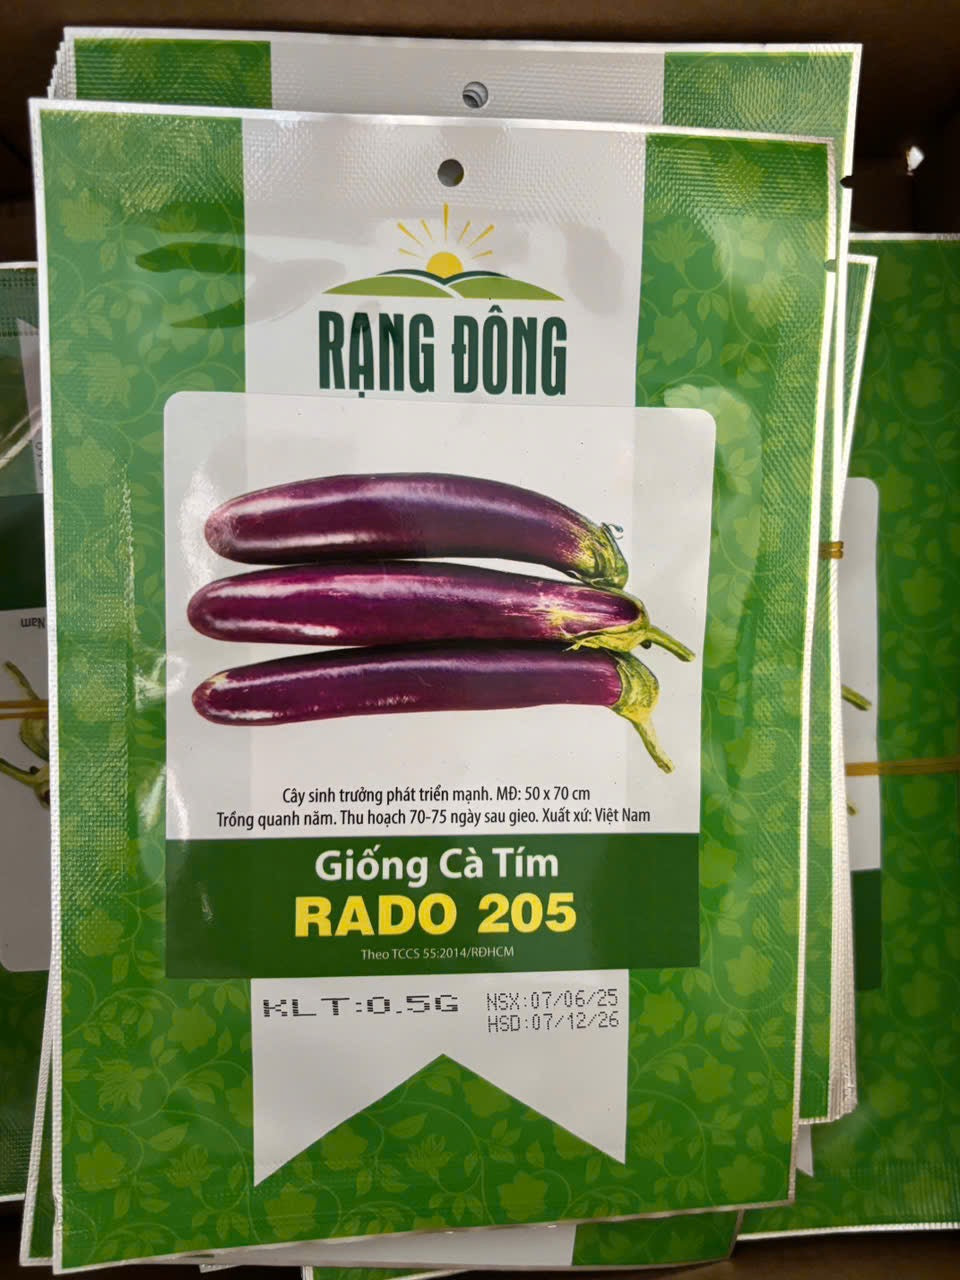 RẠNG ĐÔNG
Cây sinh trưởng phát triển mạnh. MĐ: 50 x 70 cm
Trồng quanh năm. Thu hoạch 70-75 ngày sau gieo. Xuất xứ: Việt Nam
Giống Cà Tím
RADO 205
Theo TCCS 55:2014/RĐHCM
KLT:0.5G
NSX:07/06/25
HSD:07/12/26
Nam